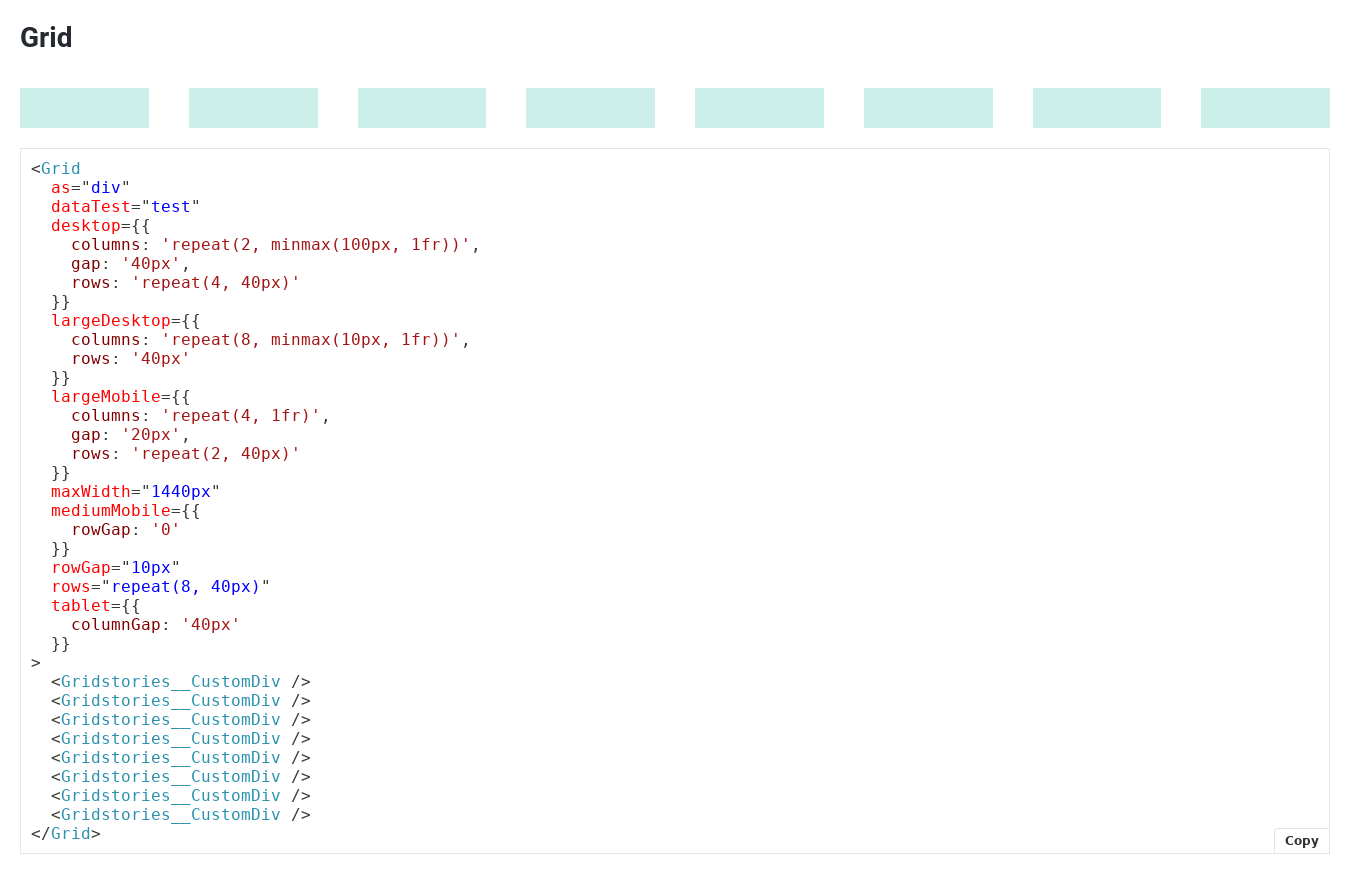 Grid
<Grid
  as="div"
  dataTest="test"
  desktop={{
    columns: 'repeat(2, minmax(100px, 1fr))',
    gap: '40px',
    rows: 'repeat(4, 40px)'
  }}
  largeDesktop={{
    columns: 'repeat(8, minmax(10px, 1fr))',
    rows: '40px'
  }}
  largeMobile={{
    columns: 'repeat(4, 1fr)',
    gap: '20px',
    rows: 'repeat(2, 40px)'
  }}
  maxWidth="1440px"
  mediumMobile={{
    rowGap: '0'
  }}
  rowGap="10px"
  rows="repeat(8, 40px)"
  tablet={{
    columnGap: '40px'
  }}
>
  <Gridstories__CustomDiv />
  <Gridstories__CustomDiv />
  <Gridstories__CustomDiv />
  <Gridstories__CustomDiv />
  <Gridstories__CustomDiv />
  <Gridstories__CustomDiv />
  <Gridstories__CustomDiv />
  <Gridstories__CustomDiv />
</Grid>
Copy